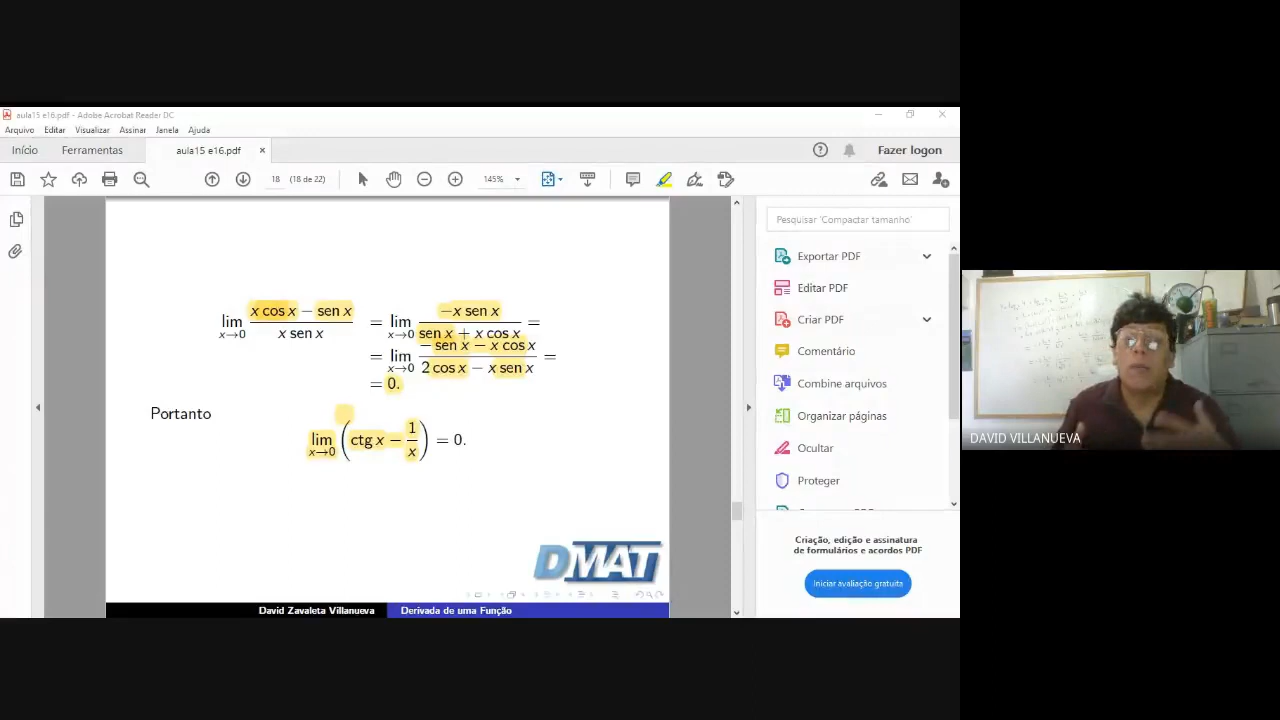 aula15 e16.pdf - Adobe Acrobat Reader DC
Arquivo Editar Visualizar Assinar Janela Ajuda
Início Ferramentas aula15 e16.pdf × Fazer logon
18 (18 de 22) 145%
Pesquisar 'Compactar tamanho'
Exportar PDF
Editar PDF
Criar PDF
Comentário
Combine arquivos
Organizar páginas
Ocultar
Proteger
Criação, edição e assinatura
de formulários e acordos PDF
Iniciar avaliação gratuita
lim x→0 (x cos x − sen x)/(x sen x) = lim x→0 (−x sen x)/(sen x + x cos x) =
= lim x→0 (− sen x − x cos x)/(2 cos x − x sen x) =
= 0.
Portanto
lim x→0 (ctg x − 1/x) = 0.
DMAT
David Zavaleta Villanueva Derivada de uma Função
DAVID VILLANUEVA